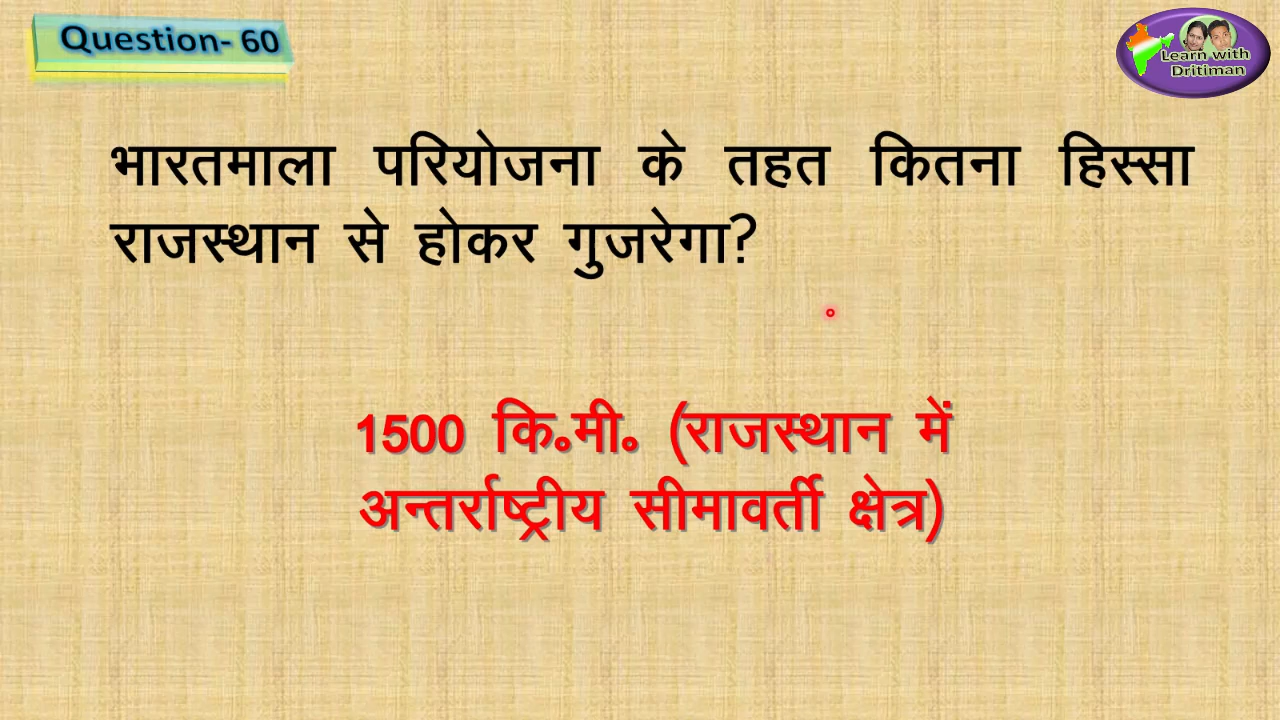 Question- 60
Learn with
Dritiman
भारतमाला परियोजना के तहत कितना हिस्सा
राजस्थान से होकर गुजरेगा?
1500 कि॰मी॰ (राजस्थान में
अन्तर्राष्ट्रीय सीमावर्ती क्षेत्र)